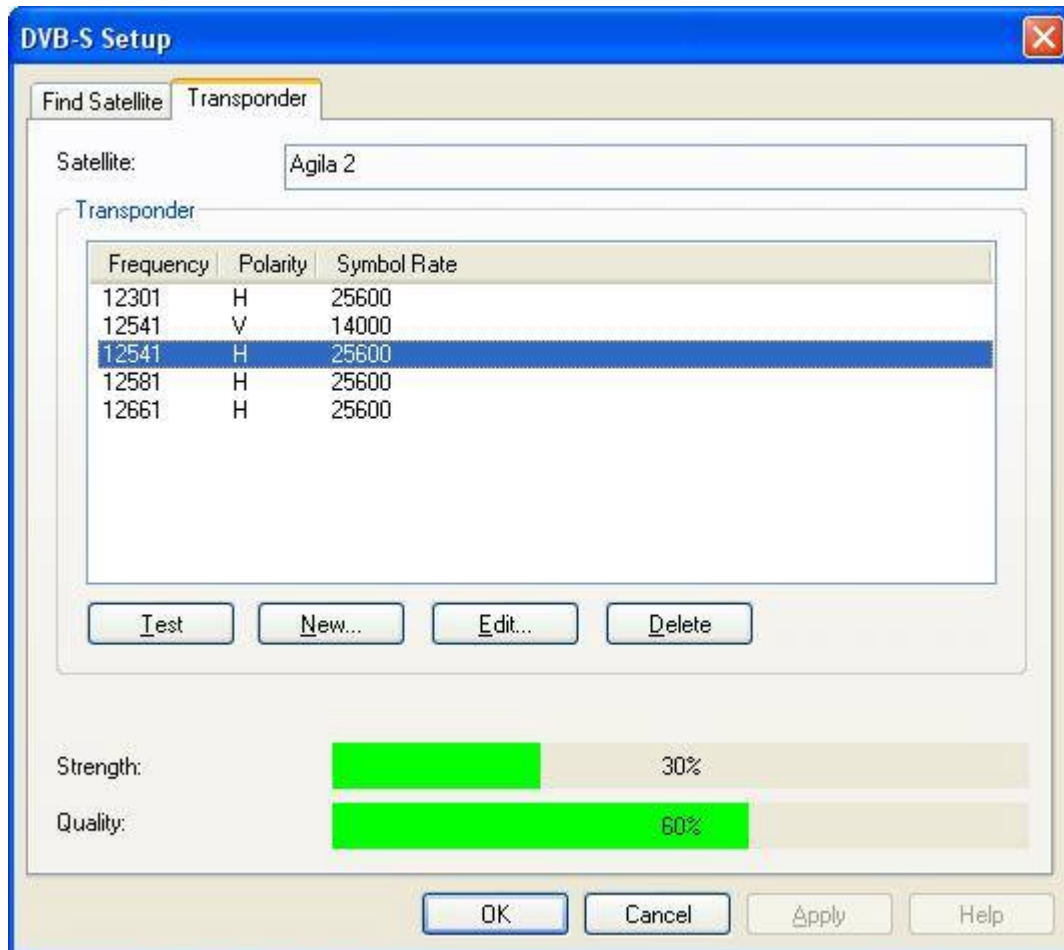 DVB-S Setup
Find Satellite Transponder
Satellite: Agila 2
Transponder
Frequency Polarity Symbol Rate
12301 H 25600
12541 V 14000
12541 H 25600
12581 H 25600
12661 H 25600
Test New... Edit... Delete
Strength: 30%
Quality: 60%
OK Cancel Apply Help